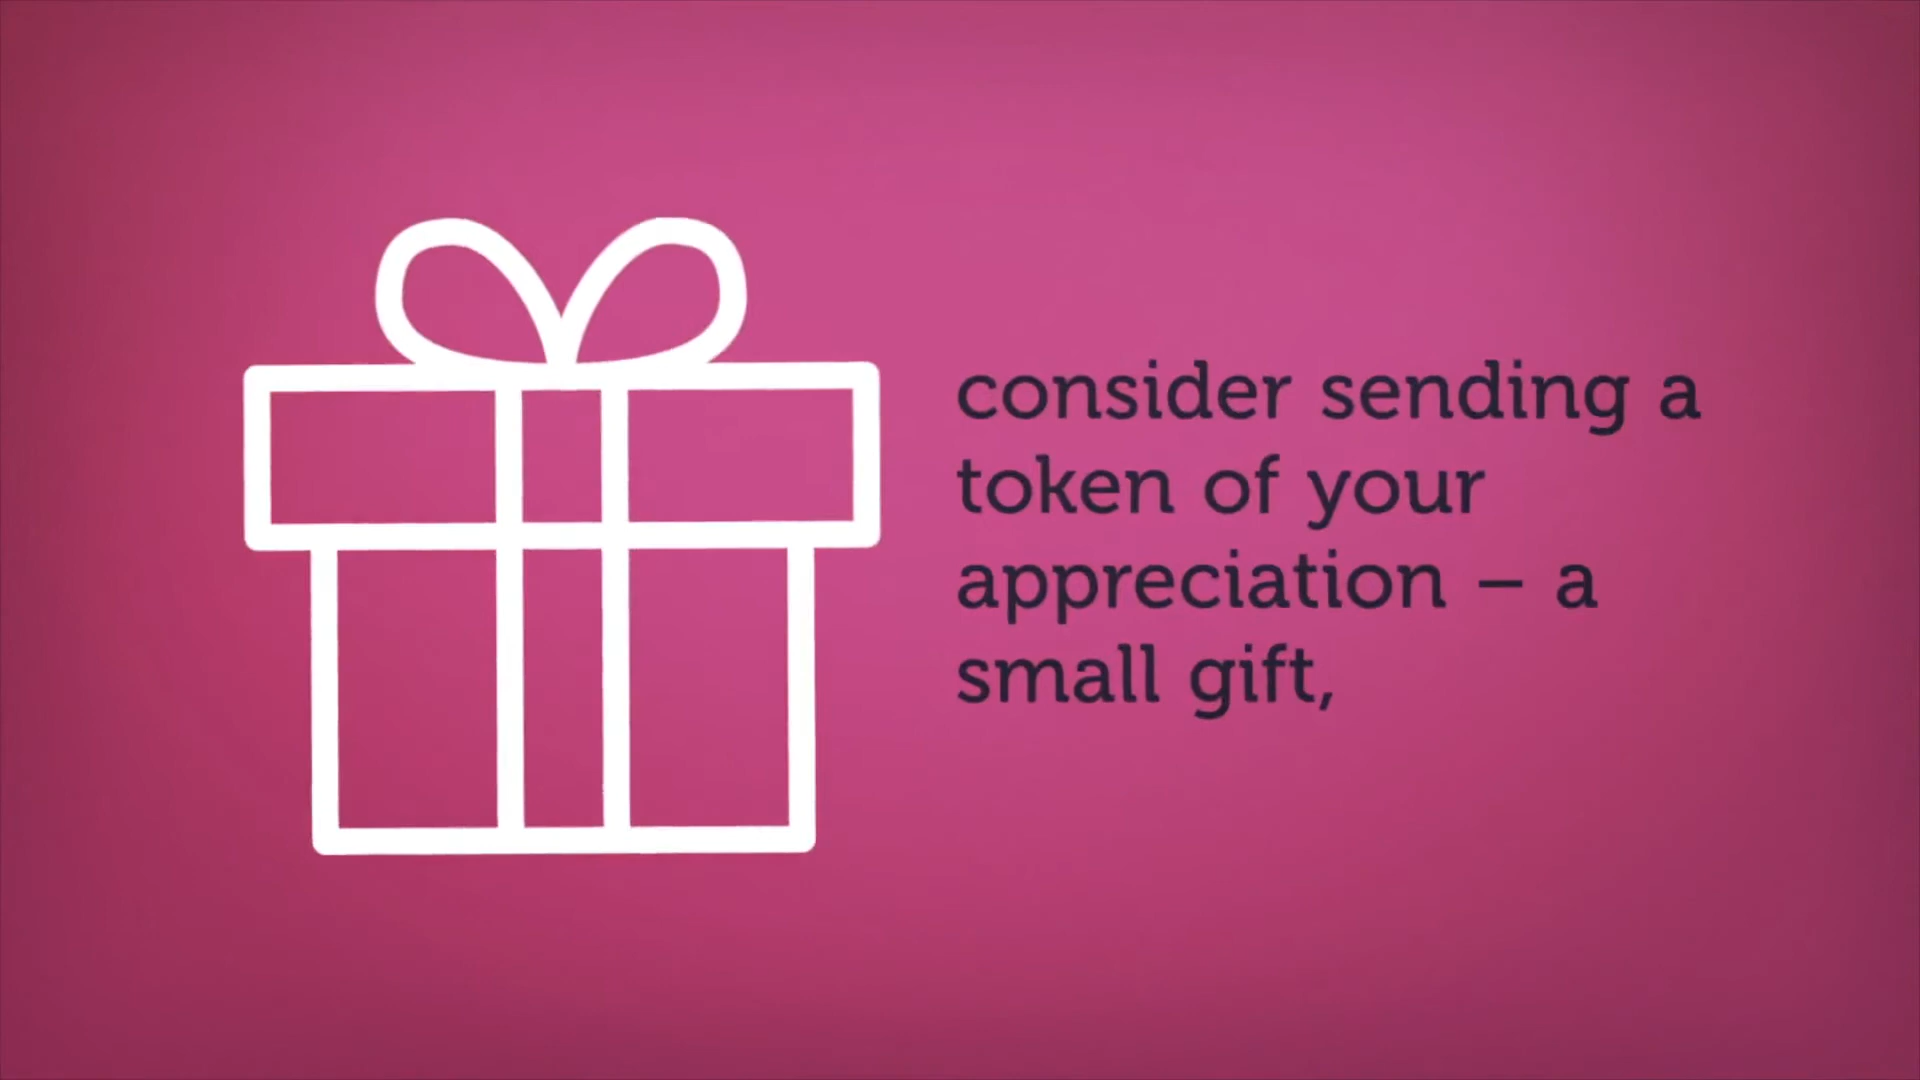 consider sending a
token of your
appreciation – a
small gift,